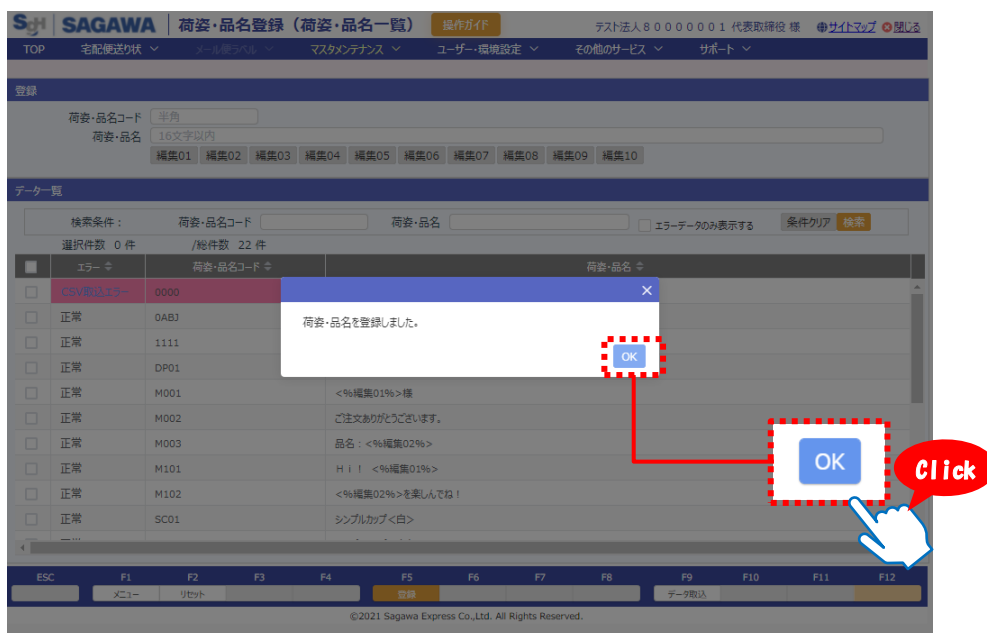 SGH SAGAWA 荷姿・品名登録（荷姿・品名一覧） 操作ガイド テスト法人８０００００００１ 代表取締役 様 サイトマップ 閉じる
TOP 宅配便送り状 メール便ラベル マスタメンテナンス ユーザー・環境設定 その他のサービス サポート
登録
荷姿・品名コード 半角
荷姿・品名 16文字以内
編集01 編集02 編集03 編集04 編集05 編集06 編集07 編集08 編集09 編集10
データ一覧
検索条件： 荷姿・品名コード 荷姿・品名 エラーデータのみ表示する 条件クリア 検索
選択件数 0 件 /総件数 22 件
エラー 荷姿・品名コード 荷姿・品名
CSV取込エラー 0000
正常 0ABJ
正常 1111
正常 DP01
荷姿・品名を登録しました。
OK
正常 M001 <%編集01%>様
正常 M002 ご注文ありがとうございます。
正常 M003 品名：<%編集02%>
正常 M101 Ｈｉ！ <%編集01%>
正常 M102 <%編集02%>を楽しんでね！
正常 SC01 シンプルカップ<白>
OK
Click
ESC F1 F2 F3 F4 F5 F6 F7 F8 F9 F10 F11 F12
メニュー リセット 登録 データ取込
©2021 Sagawa Express Co.,Ltd. All Rights Reserved.